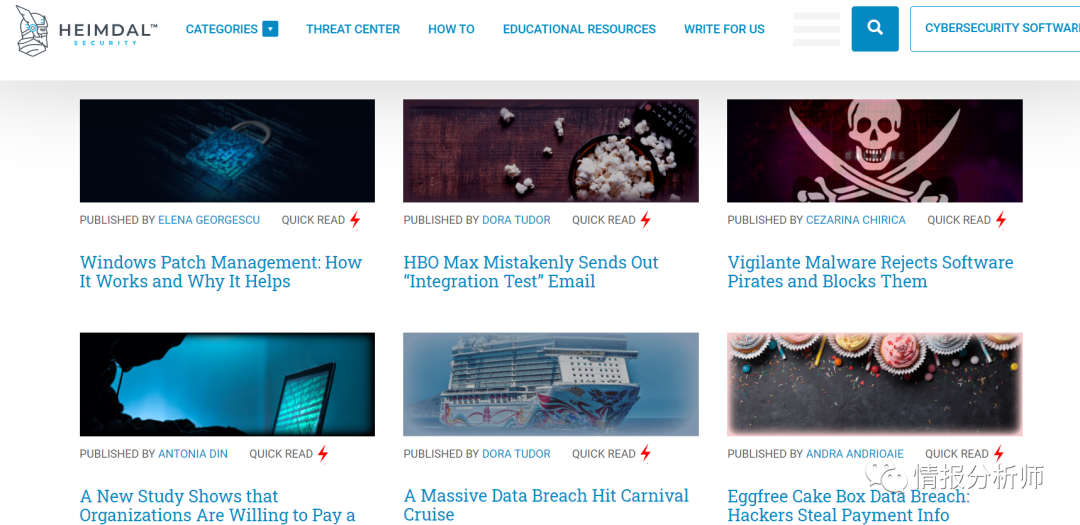 HEIMDAL™
SECURITY
CATEGORIES
THREAT CENTER
HOW TO
EDUCATIONAL RESOURCES
WRITE FOR US
CYBERSECURITY SOFTWAR
PUBLISHED BY ELENA GEORGESCU QUICK READ
Windows Patch Management: How
It Works and Why It Helps
PUBLISHED BY DORA TUDOR QUICK READ
HBO Max Mistakenly Sends Out
“Integration Test” Email
PUBLISHED BY CEZARINA CHIRICA QUICK READ
Vigilante Malware Rejects Software
Pirates and Blocks Them
PUBLISHED BY ANTONIA DIN QUICK READ
A New Study Shows that
Organizations Are Willing to Pay a
PUBLISHED BY DORA TUDOR QUICK READ
A Massive Data Breach Hit Carnival
Cruise
PUBLISHED BY ANDRA ANDRIOAIE QUICK READ
Eggfree Cake Box Data Breach:
Hackers Steal Payment Info
情报分析师